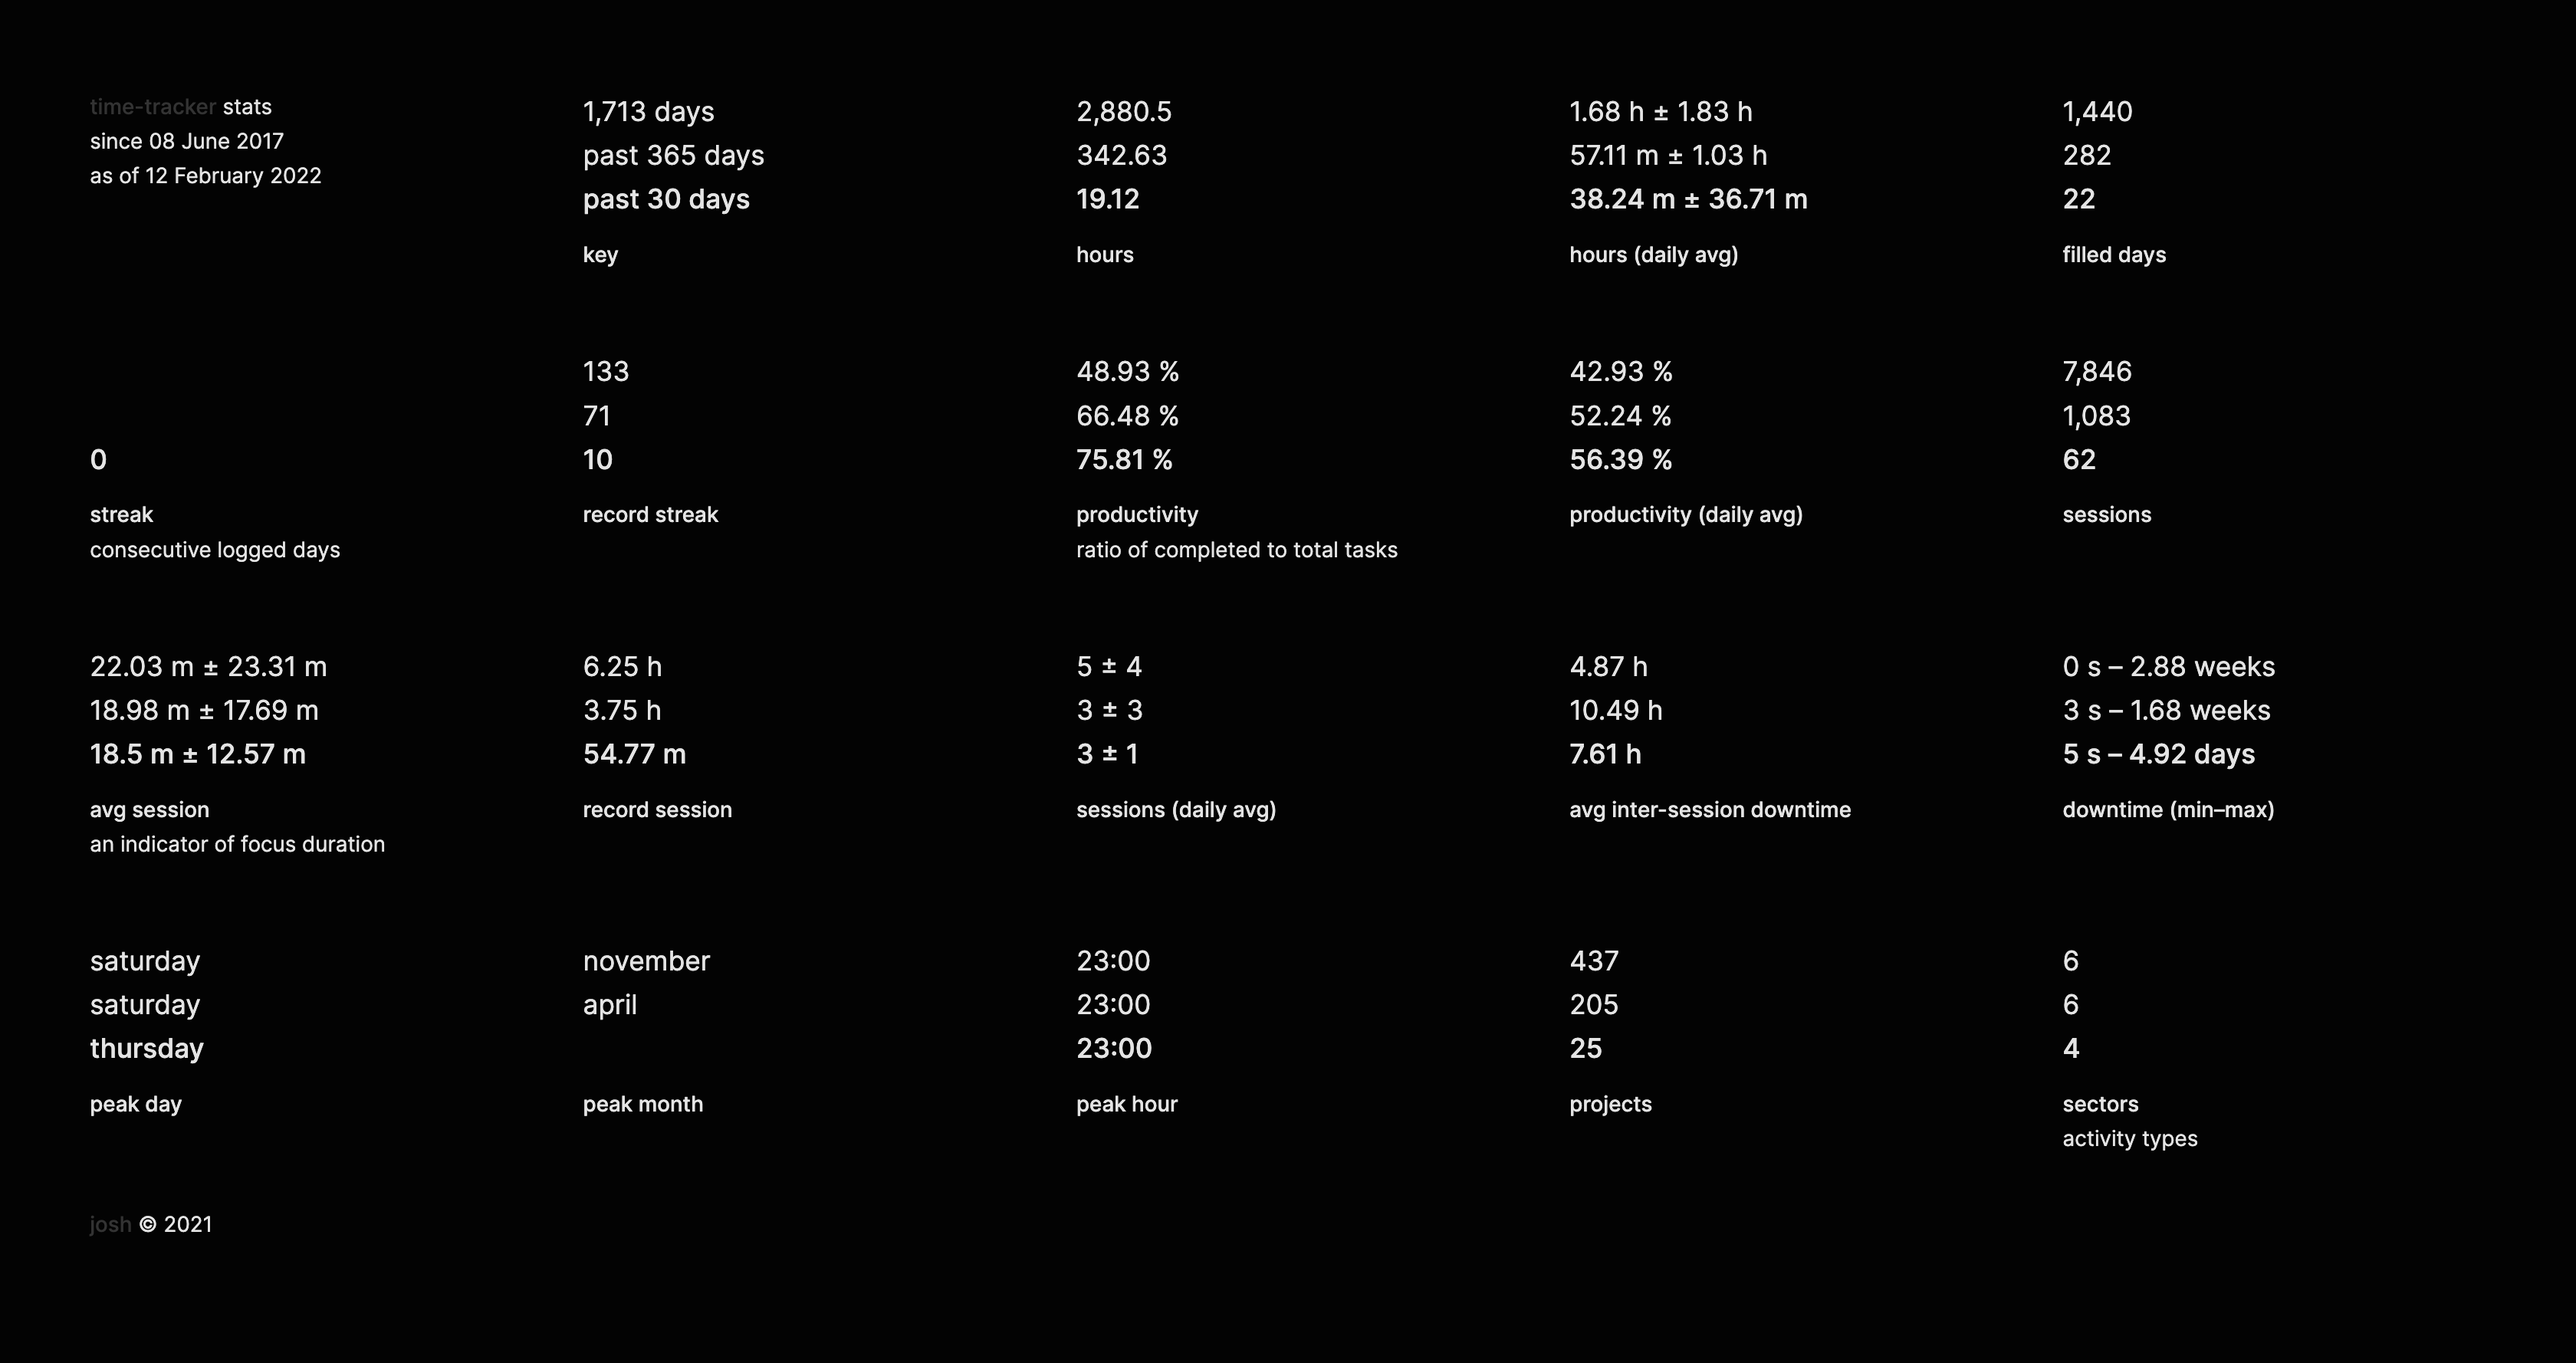 time-tracker stats
since 08 June 2017
as of 12 February 2022
1,713 days
past 365 days
past 30 days
key
2,880.5
342.63
19.12
hours
1.68 h ± 1.83 h
57.11 m ± 1.03 h
38.24 m ± 36.71 m
hours (daily avg)
1,440
282
22
filled days
0
streak
consecutive logged days
133
71
10
record streak
48.93 %
66.48 %
75.81 %
productivity
ratio of completed to total tasks
42.93 %
52.24 %
56.39 %
productivity (daily avg)
7,846
1,083
62
sessions
22.03 m ± 23.31 m
18.98 m ± 17.69 m
18.5 m ± 12.57 m
avg session
an indicator of focus duration
6.25 h
3.75 h
54.77 m
record session
5 ± 4
3 ± 3
3 ± 1
sessions (daily avg)
4.87 h
10.49 h
7.61 h
avg inter-session downtime
0 s – 2.88 weeks
3 s – 1.68 weeks
5 s – 4.92 days
downtime (min–max)
saturday
saturday
thursday
peak day
november
april
peak month
23:00
23:00
23:00
peak hour
437
205
25
projects
6
6
4
sectors
activity types
josh © 2021